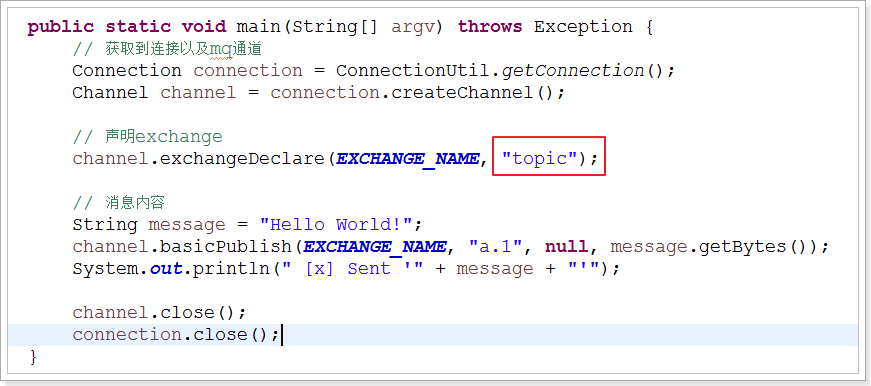 public static void main(String[] argv) throws Exception {
// 获取到连接以及mq通道
Connection connection = ConnectionUtil.getConnection();
Channel channel = connection.createChannel();
// 声明exchange
channel.exchangeDeclare(EXCHANGE_NAME, "topic");
// 消息内容
String message = "Hello World!";
channel.basicPublish(EXCHANGE_NAME, "a.1", null, message.getBytes());
System.out.println(" [x] Sent '" + message + "'");
channel.close();
connection.close();
}